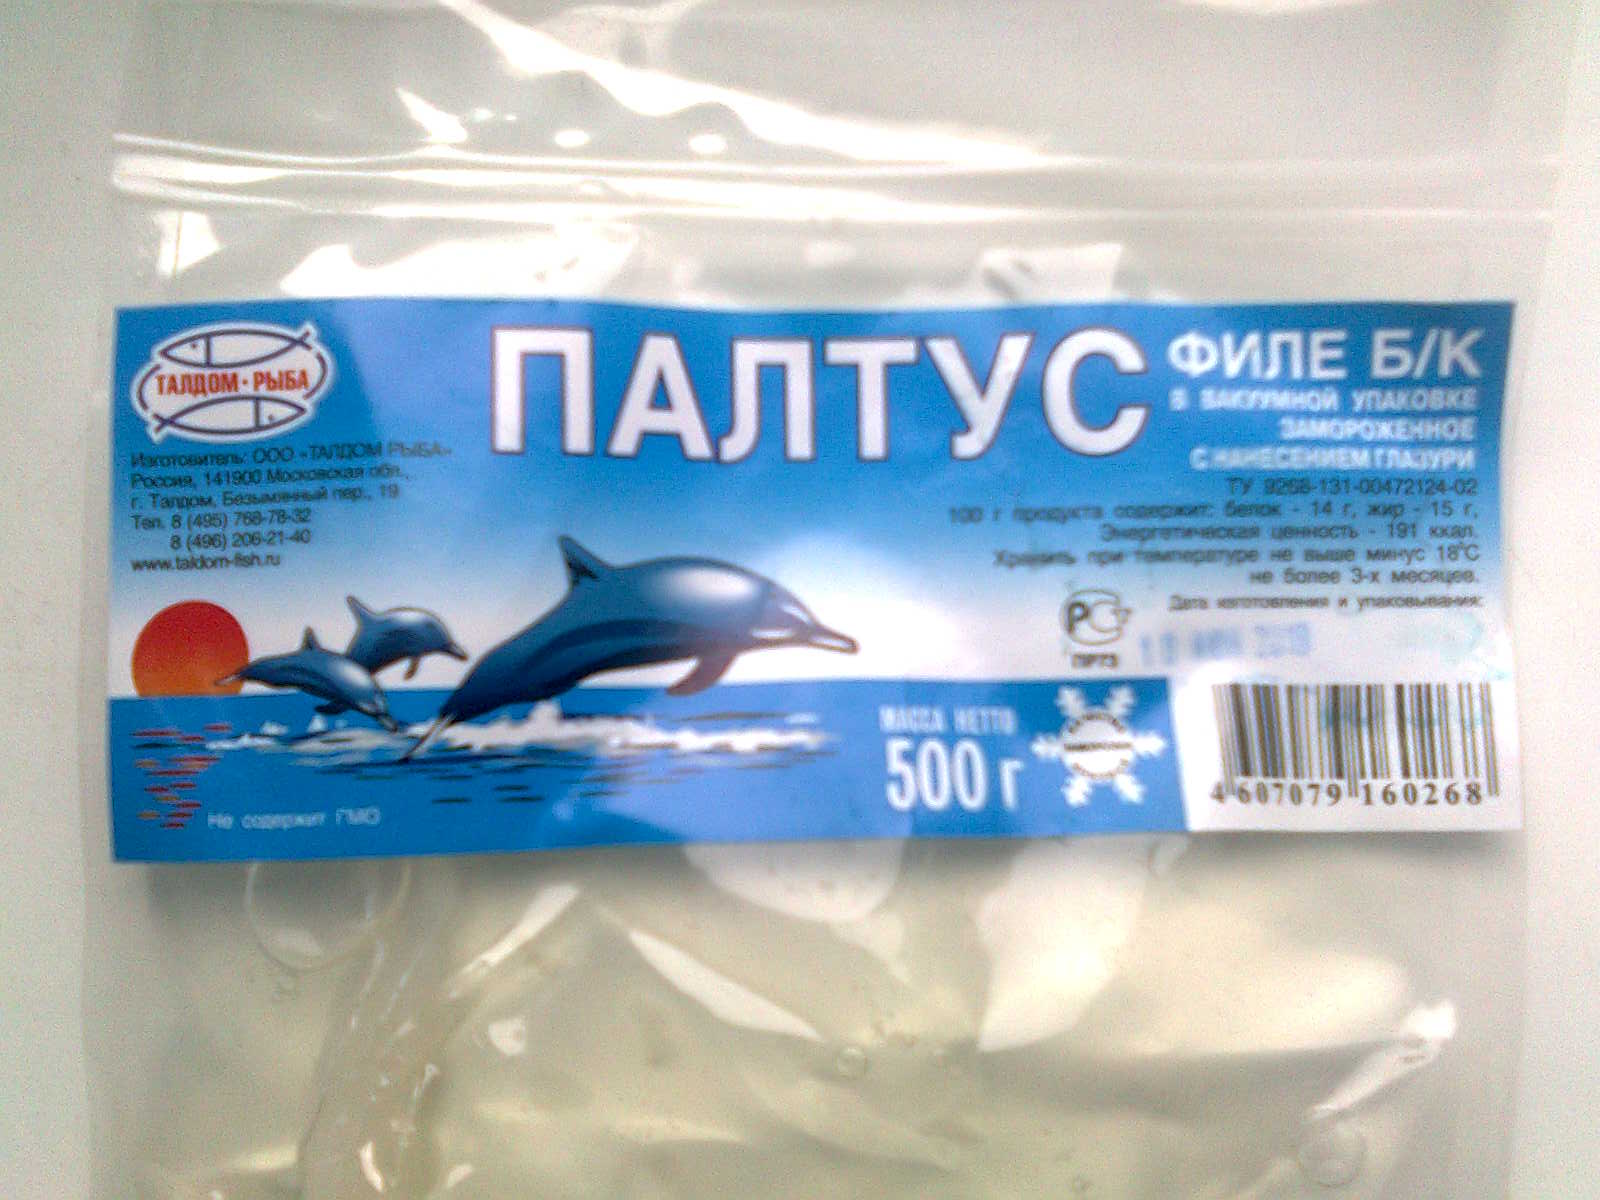 ТАЛДОМ·РЫБА
ПАЛТУС
ФИЛЕ Б/К
В ВАКУУМНОЙ УПАКОВКЕ
ЗАМОРОЖЕННОЕ
С НАНЕСЕНИЕМ ГЛАЗУРИ
Изготовитель: ООО «ТАЛДОМ РЫБА»
Россия, 141900 Московская обл.,
г. Талдом, Безымянный пер., 19
Тел. 8 (495) 768-78-32
8 (496) 206-21-40
www.taldom-fish.ru
ТУ 9268-131-00472124-02
100 г продукта содержит: белок - 14 г, жир - 15 г,
Энергетическая ценность - 191 ккал.
Хранить при температуре не выше минус 18°С
не более 3-х месяцев.
Дата изготовления и упаковывания:
РСТ
ПР73
МАССА НЕТТО
500 г
Не содержит ГМО
4 607079 160268